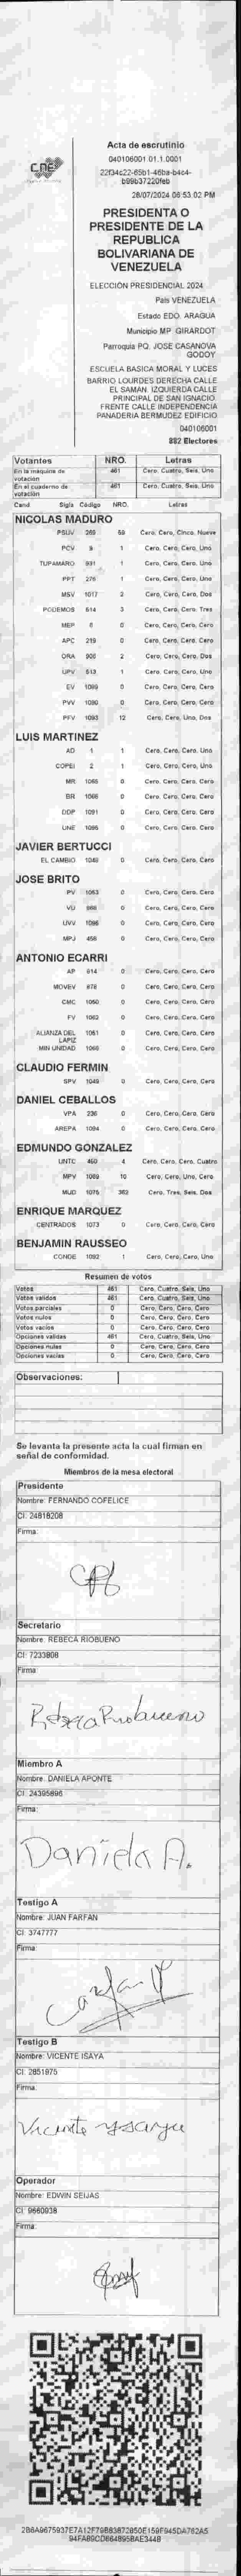 CNE
Acta de escrutinio
040106001.01.1.0001
22f34c22-65b1-46ba-b4c4-
b99b37220feb
28/07/2024 06:53:02 PM
PRESIDENTA O
PRESIDENTE DE LA
REPUBLICA
BOLIVARIANA DE
VENEZUELA
ELECCIÓN PRESIDENCIAL 2024
País VENEZUELA
Estado EDO. ARAGUA
Municipio MP. GIRARDOT
Parroquia PQ. JOSE CASANOVA
GODOY
ESCUELA BASICA MORAL Y LUCES
BARRIO LOURDES DERECHA CALLE
EL SAMAN. IZQUIERDA CALLE
PRINCIPAL DE SAN IGNACIO.
FRENTE CALLE INDEPENDENCIA
PANADERIA BERMUDEZ EDIFICIO
040106001
882 Electores
Votantes NRO. Letras
En la máquina de votación 461 Cero, Cuatro, Seis, Uno
En el cuaderno de votación 461 Cero, Cuatro, Seis, Uno
Cand Sigla Código NRO. Letras
NICOLAS MADURO
PSUV 269 59 Cero, Cero, Cinco, Nueve
PCV 9 1 Cero, Cero, Cero, Uno
TUPAMARO 931 1 Cero, Cero, Cero, Uno
PPT 276 1 Cero, Cero, Cero, Uno
MSV 1017 2 Cero, Cero, Cero, Dos
PODEMOS 514 3 Cero, Cero, Cero, Tres
MEP 6 0 Cero, Cero, Cero, Cero
APC 219 0 Cero, Cero, Cero, Cero
ORA 906 2 Cero, Cero, Cero, Dos
UPV 513 1 Cero, Cero, Cero, Uno
EV 1099 0 Cero, Cero, Cero, Cero
PVV 1090 0 Cero, Cero, Cero, Cero
PFV 1093 12 Cero, Cero, Uno, Dos
LUIS MARTINEZ
AD 1 1 Cero, Cero, Cero, Uno
COPEI 2 1 Cero, Cero, Cero, Uno
MR 1065 0 Cero, Cero, Cero, Cero
BR 1006 0 Cero, Cero, Cero, Cero
DDP 1091 0 Cero, Cero, Cero, Cero
UNE 1095 0 Cero, Cero, Cero, Cero
JAVIER BERTUCCI
EL CAMBIO 1048 0 Cero, Cero, Cero, Cero
JOSE BRITO
PV 1063 0 Cero, Cero, Cero, Cero
VU 968 0 Cero, Cero, Cero, Cero
UVV 1096 0 Cero, Cero, Cero, Cero
MPJ 456 0 Cero, Cero, Cero, Cero
ANTONIO ECARRI
AP 814 0 Cero, Cero, Cero, Cero
MOVEV 878 0 Cero, Cero, Cero, Cero
CMC 1050 0 Cero, Cero, Cero, Cero
FV 1062 0 Cero, Cero, Cero, Cero
ALIANZA DEL LAPIZ 1061 0 Cero, Cero, Cero, Cero
MIN UNIDAD 1066 0 Cero, Cero, Cero, Cero
CLAUDIO FERMIN
SPV 1049 0 Cero, Cero, Cero, Cero
DANIEL CEBALLOS
VPA 236 0 Cero, Cero, Cero, Cero
AREPA 1084 0 Cero, Cero, Cero, Cero
EDMUNDO GONZALEZ
UNTC 460 4 Cero, Cero, Cero, Cuatro
MPV 1069 10 Cero, Cero, Uno, Cero
MUD 1075 362 Cero, Tres, Seis, Dos
ENRIQUE MARQUEZ
CENTRADOS 1073 0 Cero, Cero, Cero, Cero
BENJAMIN RAUSSEO
CONDE 1092 1 Cero, Cero, Cero, Uno
Resumen de votos
Votos 461 Cero, Cuatro, Seis, Uno
Votos validos 461 Cero, Cuatro, Seis, Uno
Votos parciales 0 Cero, Cero, Cero, Cero
Votos nulos 0 Cero, Cero, Cero, Cero
Votos vacios 0 Cero, Cero, Cero, Cero
Opciones validas 461 Cero, Cuatro, Seis, Uno
Opciones nulas 0 Cero, Cero, Cero, Cero
Opciones vacias 0 Cero, Cero, Cero, Cero
Observaciones:
Se levanta la presente acta la cual firman en
señal de conformidad.
Miembros de la mesa electoral
Presidente
Nombre: FERNANDO COFELICE
CI: 24818208
Firma:
Secretario
Nombre: REBECA RIOBUENO
CI: 7233808
Firma:
Rebeca Riobueno
Miembro A
Nombre: DANIELA APONTE
CI: 24395896
Firma:
Daniela A.
Testigo A
Nombre: JUAN FARFAN
CI: 3747777
Firma:
Testigo B
Nombre: VICENTE ISAYA
CI: 2851975
Firma:
Vicente
Operador
Nombre: EDWIN SEIJAS
CI: 9660938
Firma: